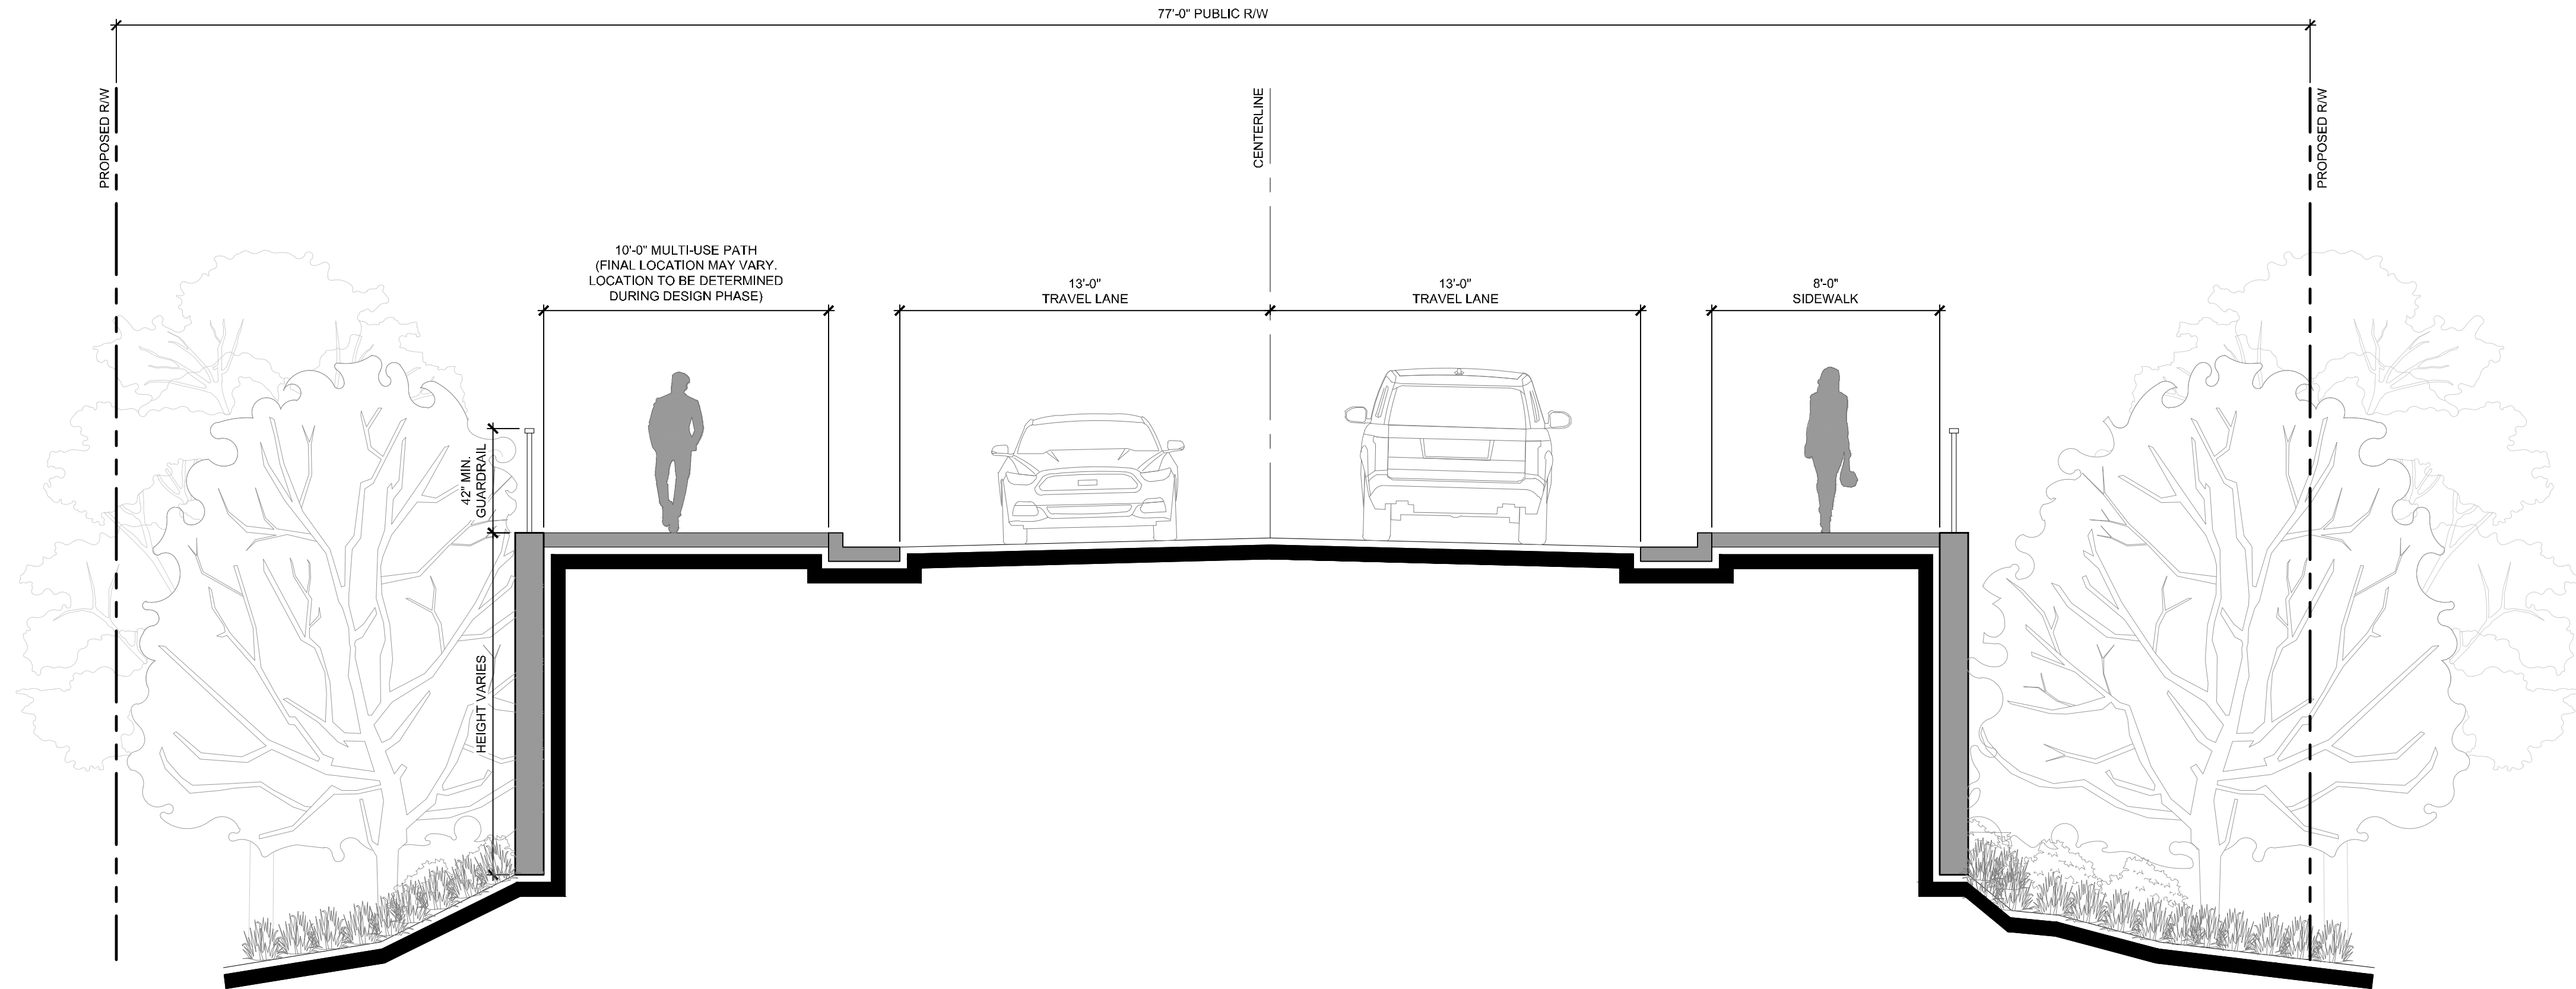 77'-0" PUBLIC R/W
PROPOSED R/W
CENTERLINE
PROPOSED R/W
10'-0" MULTI-USE PATH
(FINAL LOCATION MAY VARY.
LOCATION TO BE DETERMINED
DURING DESIGN PHASE)
13'-0"
TRAVEL LANE
13'-0"
TRAVEL LANE
8'-0"
SIDEWALK
42" MIN.
GUARDRAIL
HEIGHT VARIES